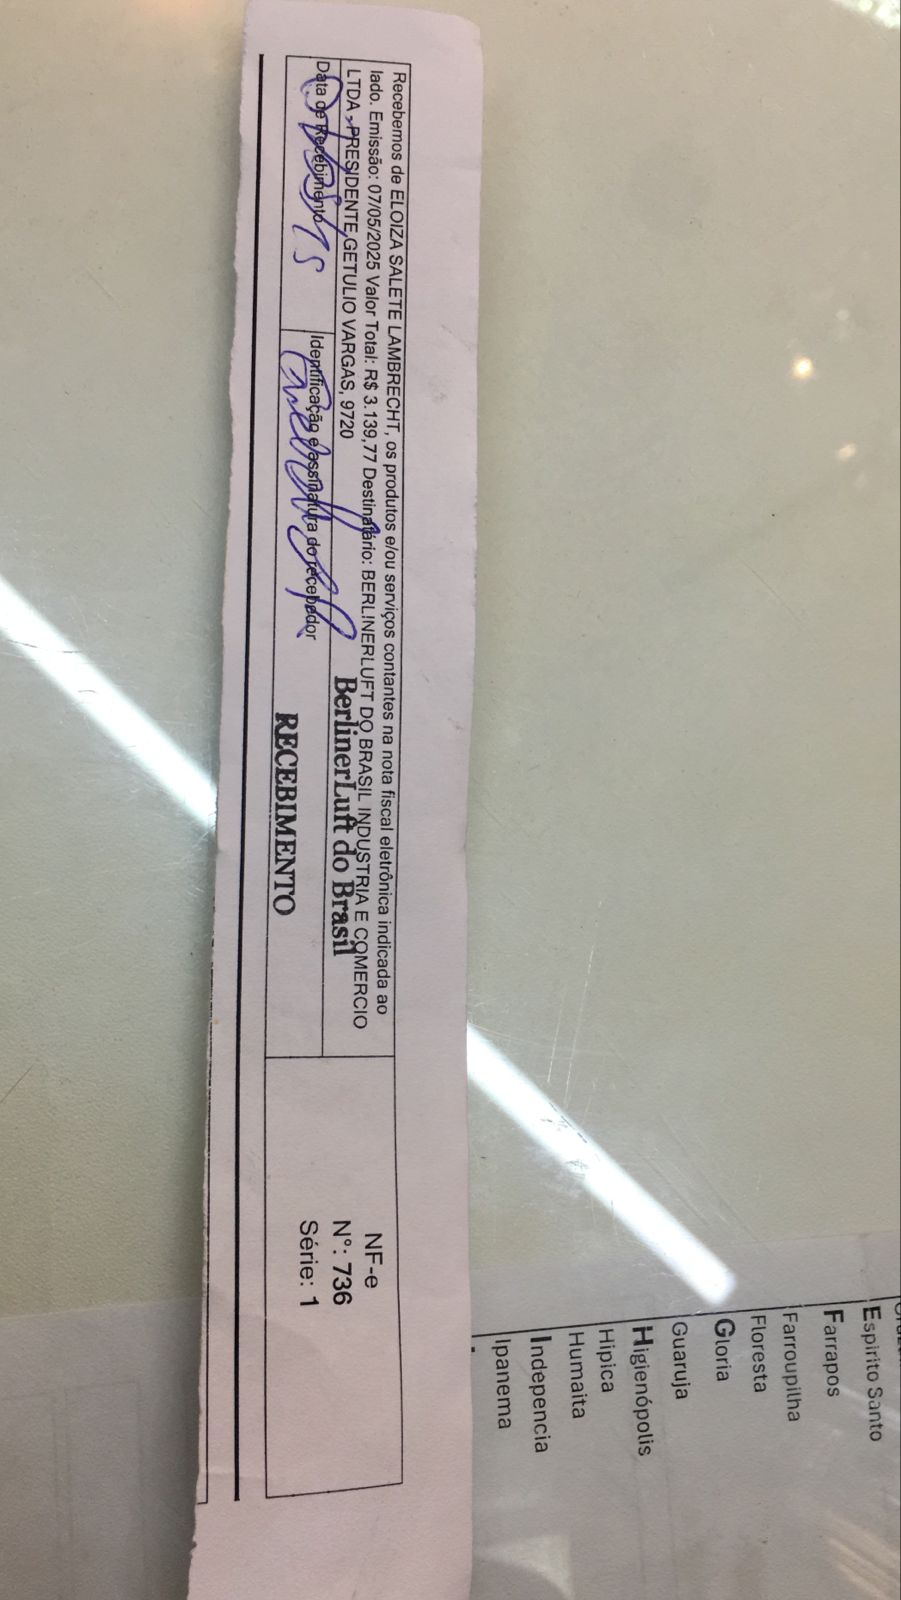 Recebemos de ELOIZA SALETE LAMBRECHT, os produtos e/ou serviços contantes na nota fiscal eletrônica indicada ao
lado. Emissão: 07/05/2025 Valor Total: R$ 3.139,77 Destinatário: BERLINERLUFT DO BRASIL INDUSTRIA E COMERCIO
LTDA - PRESIDENTE GETULIO VARGAS, 9720
BerlinerLuft do Brasil
Data de Recebimento
Identificação e assinatura do recebedor
RECEBIMENTO
NF-e
Nº: 736
Série: 1
Espirito Santo
Farrapos
Farroupilha
Floresta
Gloria
Guaruja
Higienópolis
Hipica
Humaita
Independencia
Ipanema